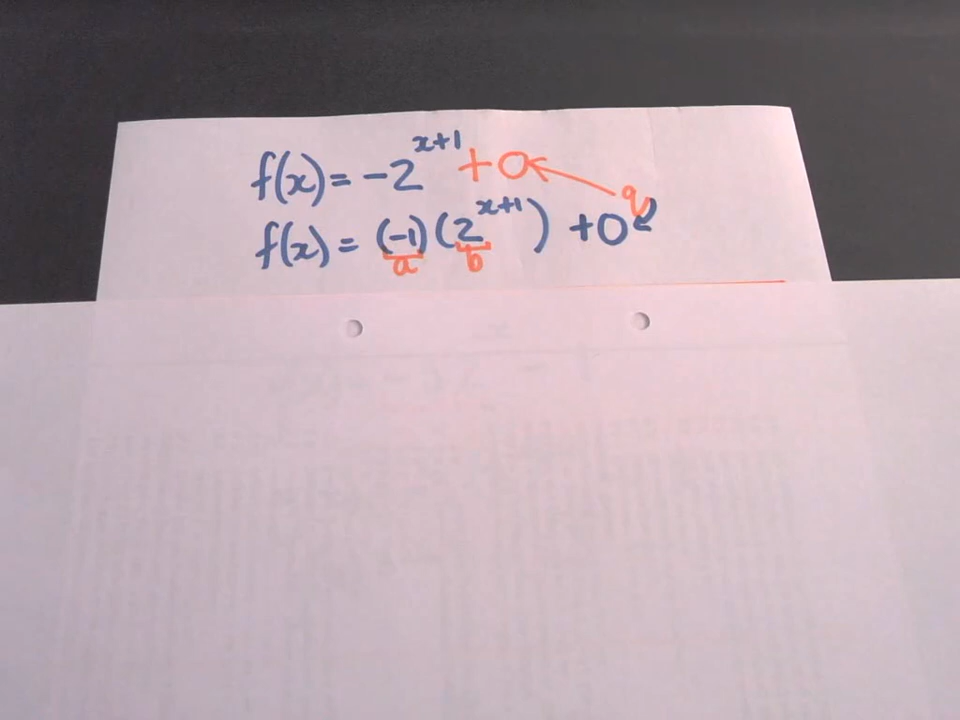 f(x) = -2^{x+1} + 0
q
f(x) = (-1)(2^{x+1}) + 0
a b